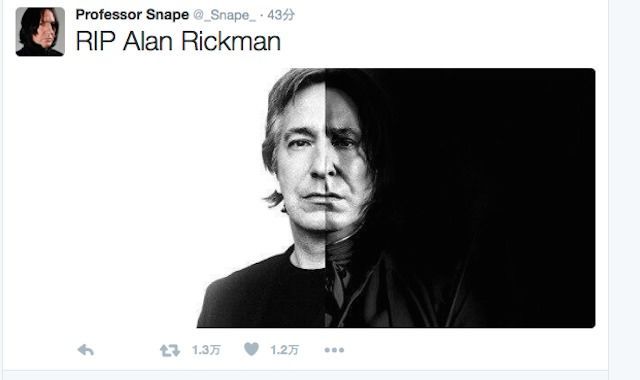 Professor Snape @_Snape_ · 43分
RIP Alan Rickman
1.3万 1.2万